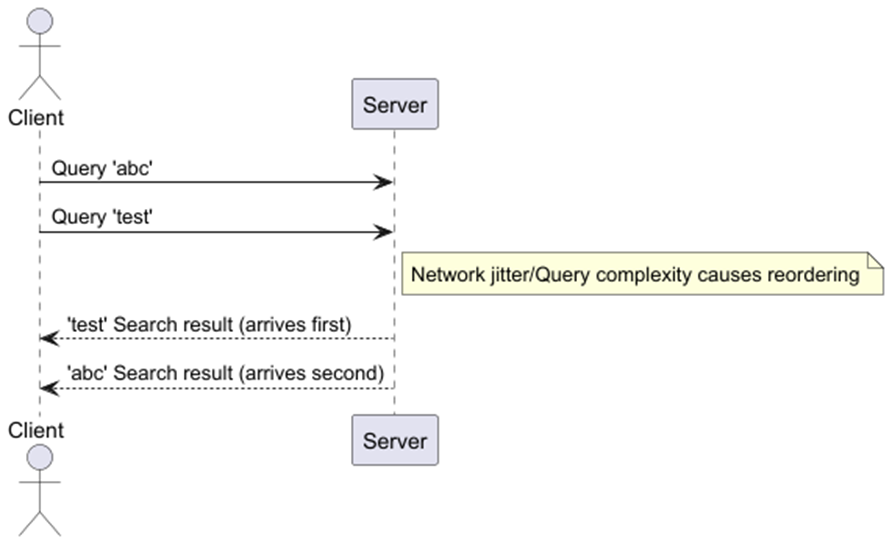 Client
Server
Query 'abc'
Query 'test'
Network jitter/Query complexity causes reordering
'test' Search result (arrives first)
'abc' Search result (arrives second)
Client
Server